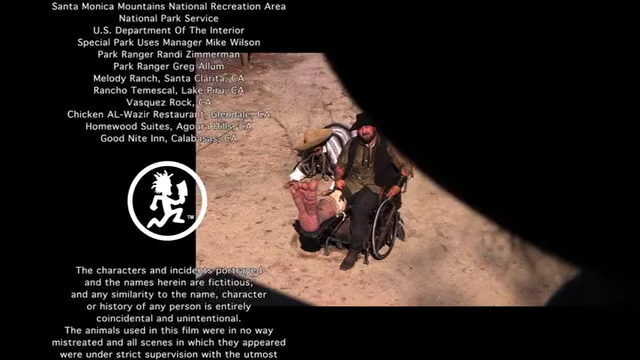 Santa Monica Mountains National Recreation Area
National Park Service
U.S. Department Of The Interior
Special Park Uses Manager Mike Wilson
Park Ranger Randi Zimmerman
Park Ranger Greg Allum
Melody Ranch, Santa Clarita, CA
Rancho Temescal, Lake Piru, CA
Vasquez Rock, CA
Chicken AL-Wazir Restaurant, Glendale, CA
Homewood Suites, Agoura Hills, CA
Good Nite Inn, Calabasas, CA
TM
The characters and incidents portrayed
and the names herein are fictitious,
and any similarity to the name, character
or history of any person is entirely
coincidental and unintentional.
The animals used in this film were in no way
mistreated and all scenes in which they appeared
were under strict supervision with the utmost